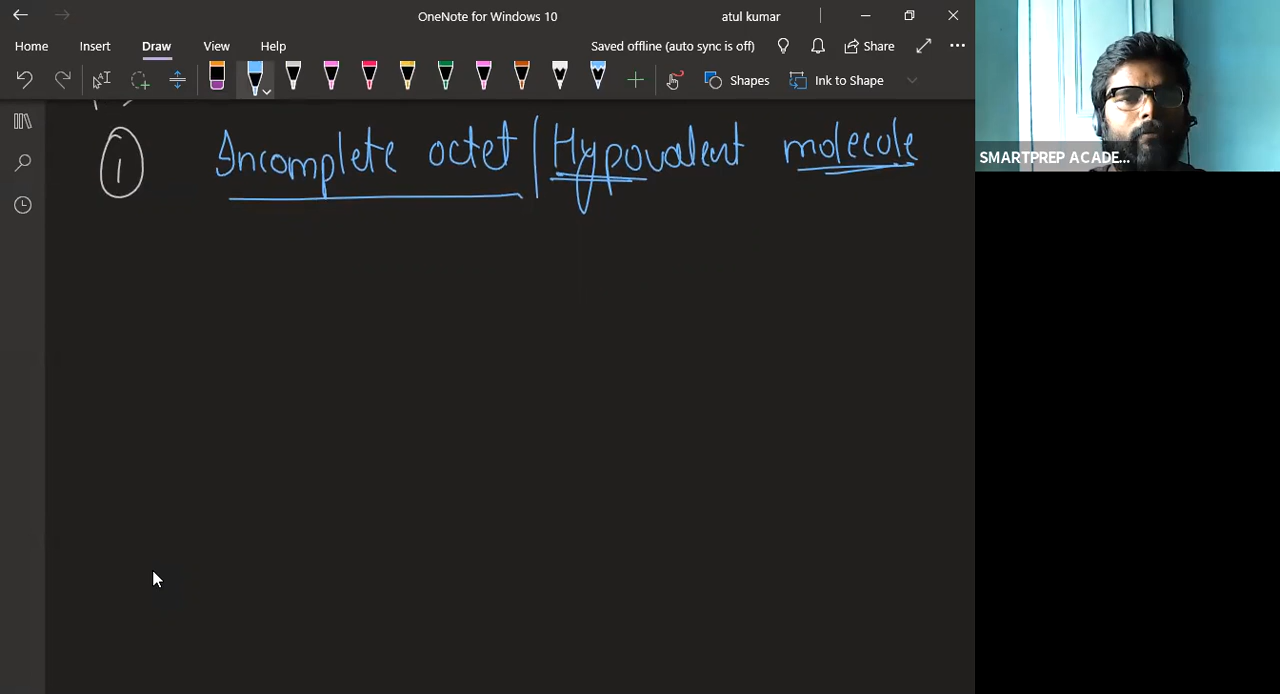 OneNote for Windows 10
atul kumar
Home Insert Draw View Help
Saved offline (auto sync is off)
Share
Shapes
Ink to Shape
① Incomplete octet | Hypovalent molecule
SMARTPREP ACADE...